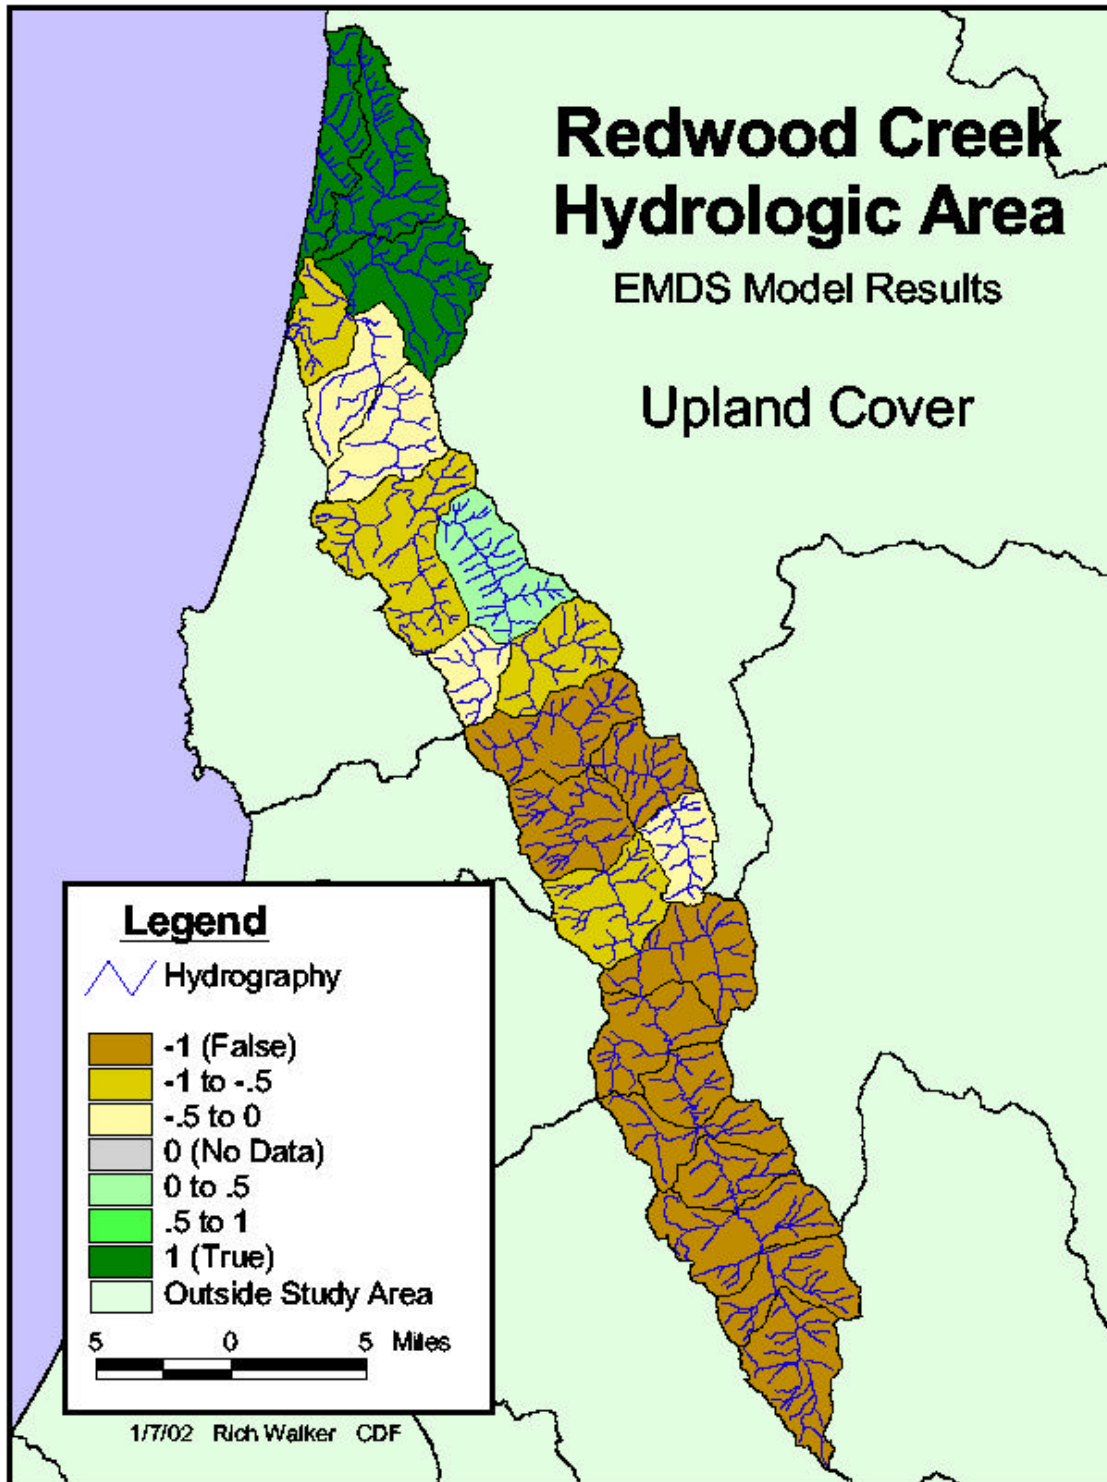 Redwood Creek
Hydrologic Area
EMDS Model Results
Upland Cover
Legend
Hydrography
-1 (False)
-1 to -.5
-.5 to 0
0 (No Data)
0 to .5
.5 to 1
1 (True)
Outside Study Area
5 0 5 Miles
1/7/02 Rich Walker CDF